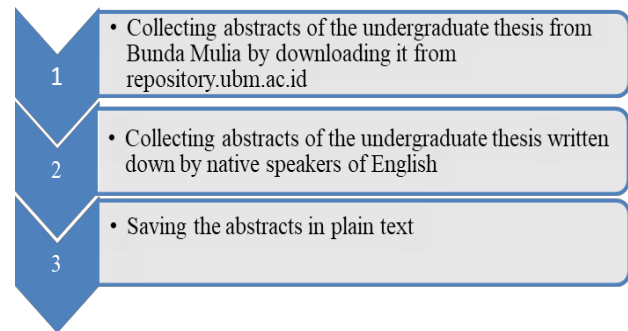 1
• Collecting abstracts of the undergraduate thesis from
Bunda Mulia by downloading it from
repository.ubm.ac.id
2
• Collecting abstracts of the undergraduate thesis written
down by native speakers of English
3
• Saving the abstracts in plain text